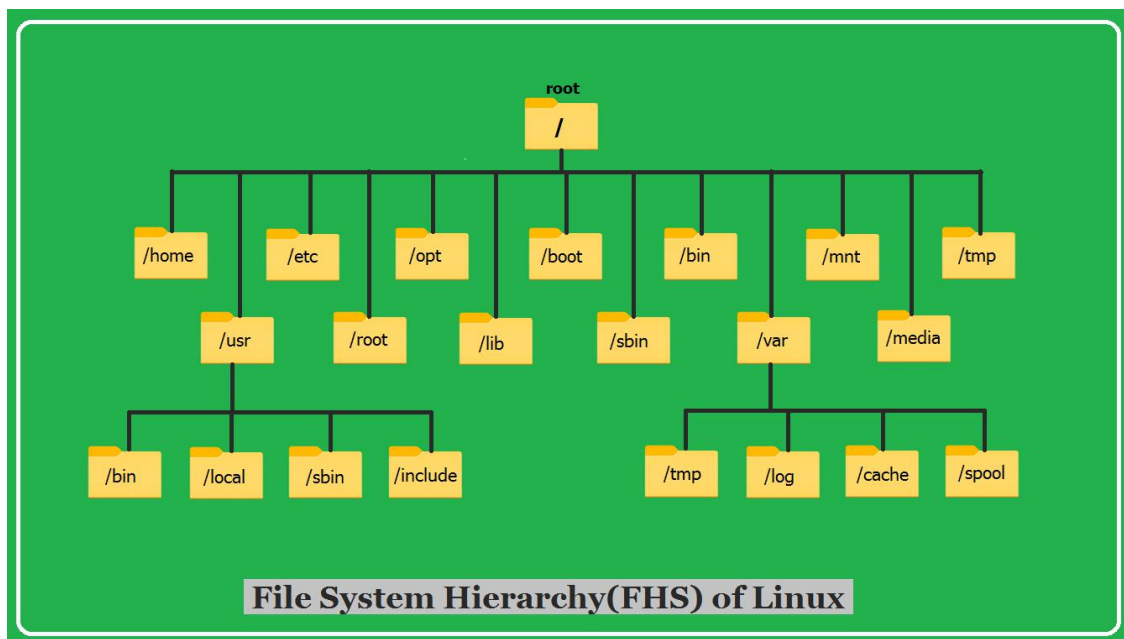 root
/
/home
/etc
/opt
/boot
/bin
/mnt
/tmp
/usr
/root
/lib
/sbin
/var
/media
/bin
/local
/sbin
/include
/tmp
/log
/cache
/spool
File System Hierarchy(FHS) of Linux